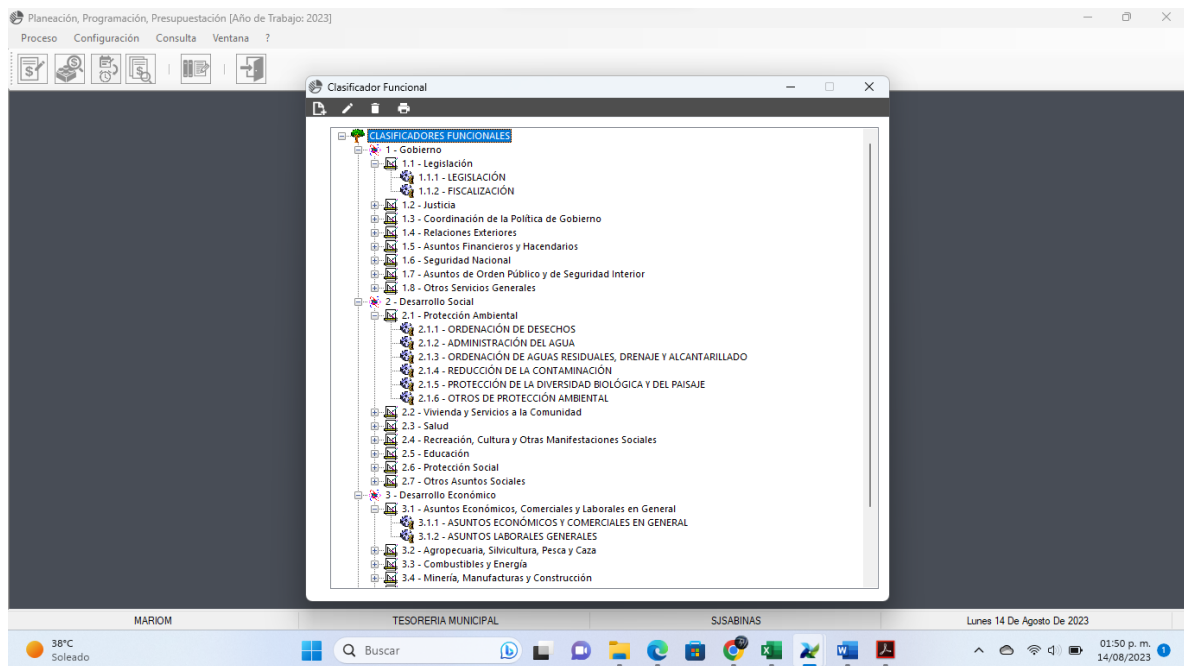 Planeación, Programación, Presupuestación [Año de Trabajo: 2023]
Proceso Configuración Consulta Ventana ?
Clasificador Funcional
CLASIFICADORES FUNCIONALES
1 - Gobierno
1.1 - Legislación
1.1.1 - LEGISLACIÓN
1.1.2 - FISCALIZACIÓN
1.2 - Justicia
1.3 - Coordinación de la Política de Gobierno
1.4 - Relaciones Exteriores
1.5 - Asuntos Financieros y Hacendarios
1.6 - Seguridad Nacional
1.7 - Asuntos de Orden Público y de Seguridad Interior
1.8 - Otros Servicios Generales
2 - Desarrollo Social
2.1 - Protección Ambiental
2.1.1 - ORDENACIÓN DE DESECHOS
2.1.2 - ADMINISTRACIÓN DEL AGUA
2.1.3 - ORDENACIÓN DE AGUAS RESIDUALES, DRENAJE Y ALCANTARILLADO
2.1.4 - REDUCCIÓN DE LA CONTAMINACIÓN
2.1.5 - PROTECCIÓN DE LA DIVERSIDAD BIOLÓGICA Y DEL PAISAJE
2.1.6 - OTROS DE PROTECCIÓN AMBIENTAL
2.2 - Vivienda y Servicios a la Comunidad
2.3 - Salud
2.4 - Recreación, Cultura y Otras Manifestaciones Sociales
2.5 - Educación
2.6 - Protección Social
2.7 - Otros Asuntos Sociales
3 - Desarrollo Económico
3.1 - Asuntos Económicos, Comerciales y Laborales en General
3.1.1 - ASUNTOS ECONÓMICOS Y COMERCIALES EN GENERAL
3.1.2 - ASUNTOS LABORALES GENERALES
3.2 - Agropecuaria, Silvicultura, Pesca y Caza
3.3 - Combustibles y Energía
3.4 - Minería, Manufacturas y Construcción
MARIOM TESORERIA MUNICIPAL SJSABINAS Lunes 14 De Agosto De 2023
38°C
Soleado
Buscar
01:50 p. m.
14/08/2023
1